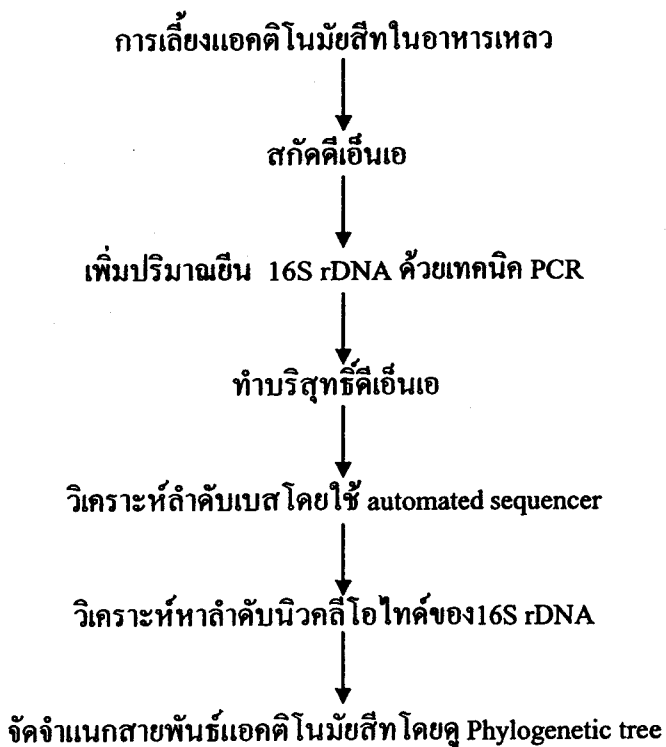 การเลี้ยงแอคติโนมัยสีทในอาหารเหลว
สกัดดีเอ็นเอ
เพิ่มปริมาณยีน 16S rDNA ด้วยเทคนิค PCR
ทำบริสุทธิ์ดีเอ็นเอ
วิเคราะห์ลำดับเบสโดยใช้ automated sequencer
วิเคราะห์หาลำดับนิวคลีโอไทด์ของ16S rDNA
จัดจำแนกสายพันธ์แอคติโนมัยสีทโดยดู Phylogenetic tree